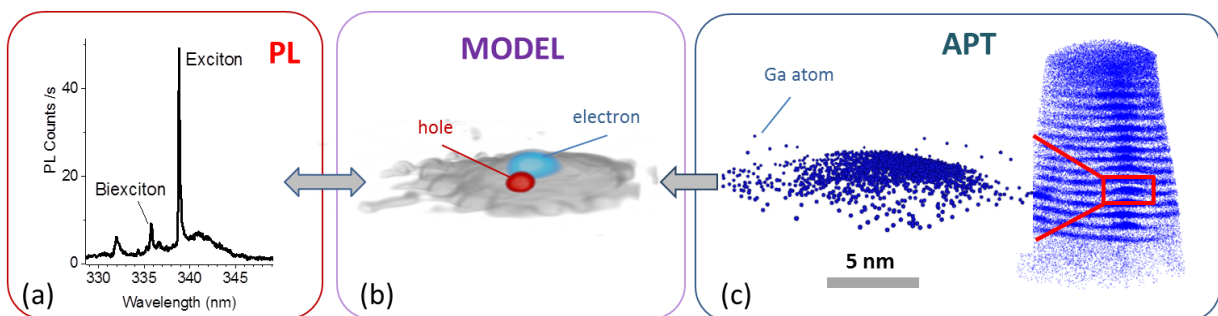 PL
Exciton
Biexciton
PL Counts /s
40
20
0
330 335 340 345
Wavelength (nm)
(a)
MODEL
hole
electron
(b)
APT
Ga atom
5 nm
(c)